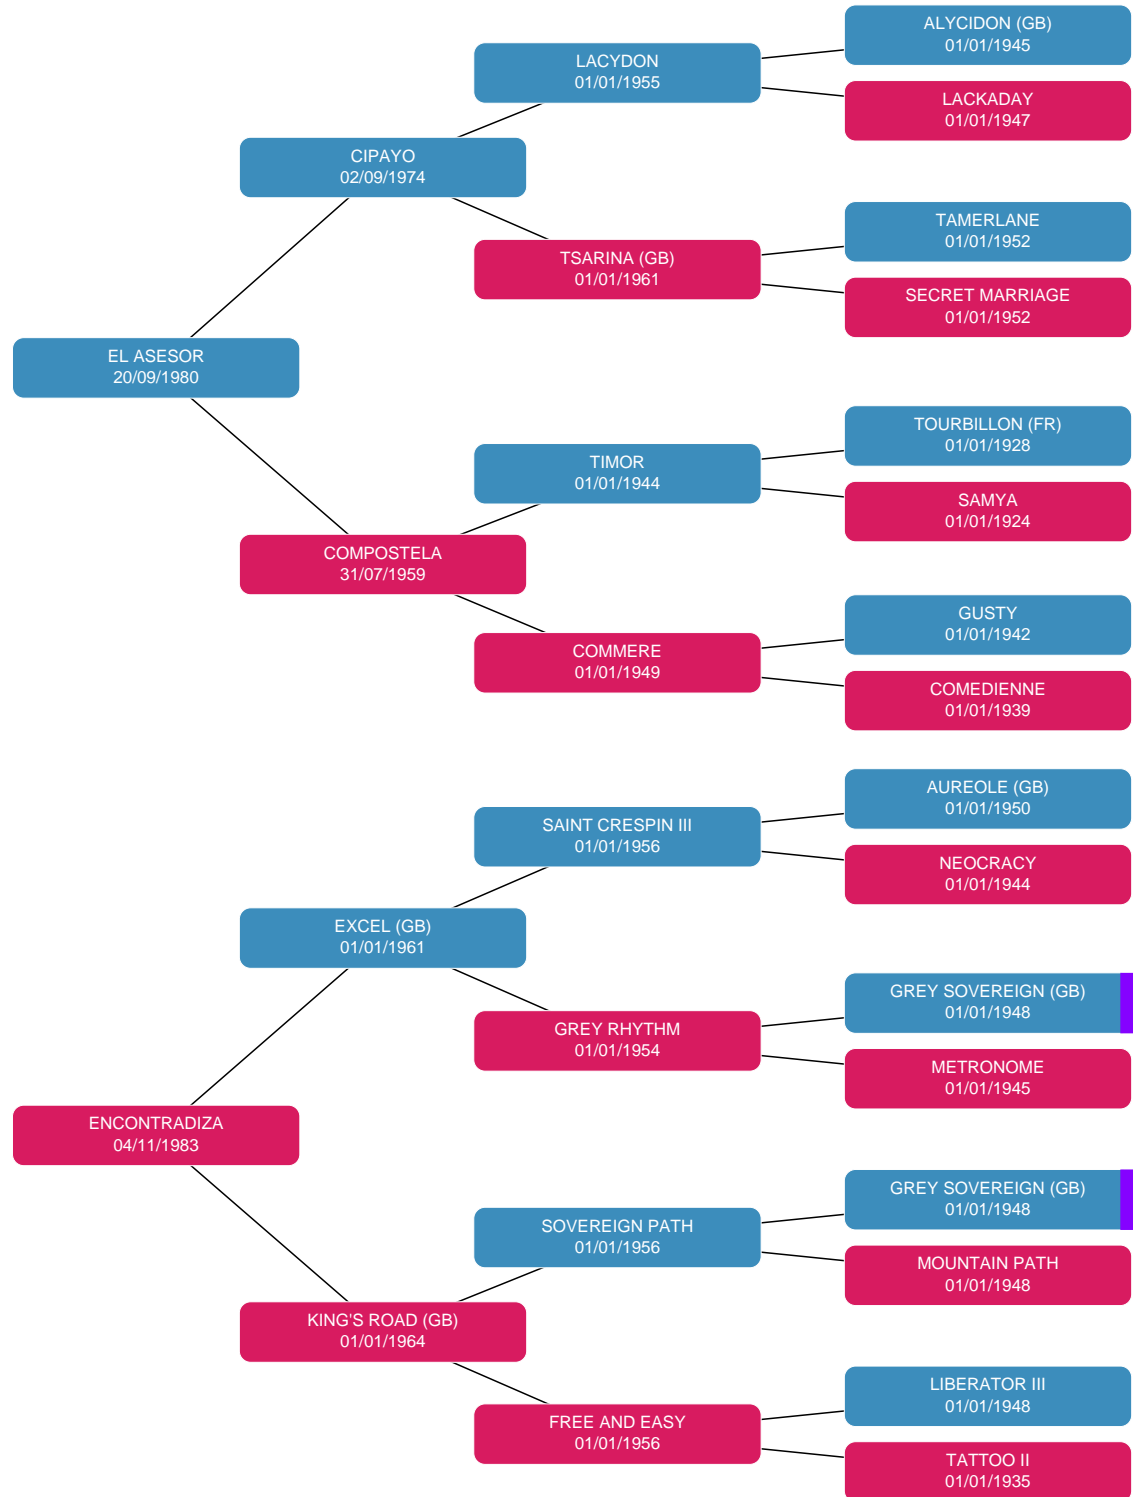 ALYCIDON (GB)
01/01/1945
LACYDON
01/01/1955
LACKADAY
01/01/1947
CIPAYO
02/09/1974
TAMERLANE
01/01/1952
TSARINA (GB)
01/01/1961
SECRET MARRIAGE
01/01/1952
EL ASESOR
20/09/1980
TOURBILLON (FR)
01/01/1928
TIMOR
01/01/1944
SAMYA
01/01/1924
COMPOSTELA
31/07/1959
GUSTY
01/01/1942
COMMERE
01/01/1949
COMEDIENNE
01/01/1939
AUREOLE (GB)
01/01/1950
SAINT CRESPIN III
01/01/1956
NEOCRACY
01/01/1944
EXCEL (GB)
01/01/1961
GREY SOVEREIGN (GB)
01/01/1948
GREY RHYTHM
01/01/1954
METRONOME
01/01/1945
ENCONTRADIZA
04/11/1983
GREY SOVEREIGN (GB)
01/01/1948
SOVEREIGN PATH
01/01/1956
MOUNTAIN PATH
01/01/1948
KING'S ROAD (GB)
01/01/1964
LIBERATOR III
01/01/1948
FREE AND EASY
01/01/1956
TATTOO II
01/01/1935